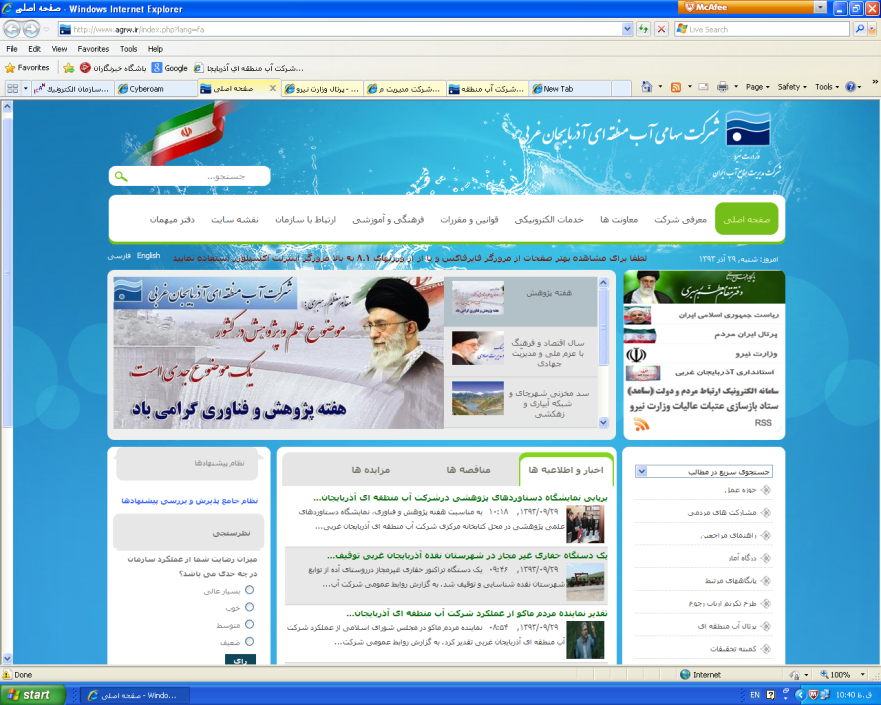 صفحه اصلی - Windows Internet Explorer
McAfee
http://www.agrw.ir/index.php?lang=fa
Live Search
File Edit View Favorites Tools Help
Favorites
باشگاه خبرنگاران
Google
شرکت آب منطقه ای آذربایجا...
سازمان الکترونیک...
Cyberoam
صفحه اصلی
پرتال وزارت نیرو - ...
شرکت مدیریت م...
شرکت آب منطقه...
New Tab
Page Safety Tools
شرکت سهامی آب منطقه ای آذربایجان غربی
وزارت نیرو
شرکت مدیریت منابع آب ایران
جستجو...
صفحه اصلی
معرفی شرکت
معاونت ها
خدمات الکترونیکی
قوانین و مقررات
فرهنگی و آموزشی
ارتباط با سازمان
نقشه سایت
دفتر میهمان
امروز: شنبه, ۲۹ آذر ۱۳۹۳
لطفا برای مشاهده بهتر صفحات از مرورگر فایرفاکس و یا از ورژنهای ۸.۱ به بالا مرورگر اینترنت اکسپلورر استفاده نمایید
English
فارسی
دفتر مقام معظم رهبری
ریاست جمهوری اسلامی ایران
پرتال ایران مردم
وزارت نیرو
استانداری آذربایجان غربی
سامانه الکترونیک ارتباط مردم و دولت (سامد)
ستاد بازسازی عتبات عالیات وزارت نیرو
RSS
هفته پژوهش
سال اقتصاد و فرهنگ
با عزم ملی و مدیریت
جهادی
سد مخزنی شهرچای و
شبکه آبیاری و
زهکشی
شرکت آب منطقه ای آذربایجان غربی
مقام معظم رهبری:
موضوع علم و پژوهش در کشور
یک موضوع جدی است
هفته پژوهش و فناوری گرامی باد
جستجوی سریع در مطالب
حوزه عمل
مشارکت های مردمی
راهنمای مراجعین
درگاه آمار
پایگاههای مرتبط
طرح تکریم ارباب رجوع
پرتال آب منطقه ای
کمیته تحقیقات
اخبار و اطلاعیه ها
مناقصه ها
مزایده ها
برپایی نمایشگاه دستاوردهای پژوهشی درشرکت آب منطقه ای آذربایجان...
۱۳۹۳/۰۹/۲۹, ۱۰:۱۸ به مناسبت هفته پژوهش و فناوری، نمایشگاه دستاوردهای
علمی پژوهشی در محل کتابخانه مرکزی شرکت آب منطقه ای آذربایجان غربی...
یک دستگاه حفاری غیر مجاز در شهرستان نقده آذربایجان غربی توقیف...
۱۳۹۳/۰۹/۲۹, ۰۹:۴۶ یک دستگاه تراکتور حفاری غیرمجاز درروستای آده از توابع
شهرستان نقده شناسایی و توقیف شد. به گزارش روابط عمومی شرکت آب...
تقدیر نماینده مردم ماکو از عملکرد شرکت آب منطقه ای آذربایجان...
۱۳۹۳/۰۹/۲۹, ۰۸:۵۴ نماینده مردم ماکو در مجلس شورای اسلامی از عملکرد شرکت
آب منطقه ای آذربایجان غربی تقدیر کرد. به گزارش روابط عمومی شرکت...
نظام پیشنهادها
نظام جامع پذیرش و بررسی پیشنهادها
نظرسنجی
میزان رضایت شما از عملکرد سازمان
در چه حدی می باشد؟
بسیار عالی
خوب
متوسط
ضعیف
رای
Done
Internet
100%
start
صفحه اصلی - Windo...
EN
10:40 ق.ظ